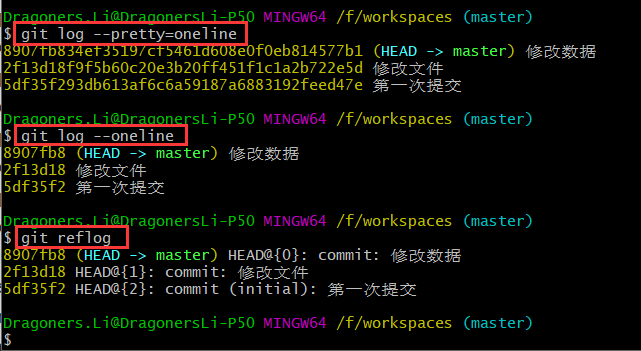 Dragoners.Li@DragonersLi-P50 MINGW64 /f/workspaces (master)
$ git log --pretty=oneline
8907fb834ef35197cf5461d608e0f0eb814577b1 (HEAD -> master) 修改数据
2f13d18f9f5b60c20e3b20ff451f1c1a2b722e5d 修改文件
5df35f293db613af6c6a59187a6883192feed47e 第一次提交
Dragoners.Li@DragonersLi-P50 MINGW64 /f/workspaces (master)
$ git log --oneline
8907fb8 (HEAD -> master) 修改数据
2f13d18 修改文件
5df35f2 第一次提交
Dragoners.Li@DragonersLi-P50 MINGW64 /f/workspaces (master)
$ git reflog
8907fb8 (HEAD -> master) HEAD@{0}: commit: 修改数据
2f13d18 HEAD@{1}: commit: 修改文件
5df35f2 HEAD@{2}: commit (initial): 第一次提交
Dragoners.Li@DragonersLi-P50 MINGW64 /f/workspaces (master)
$